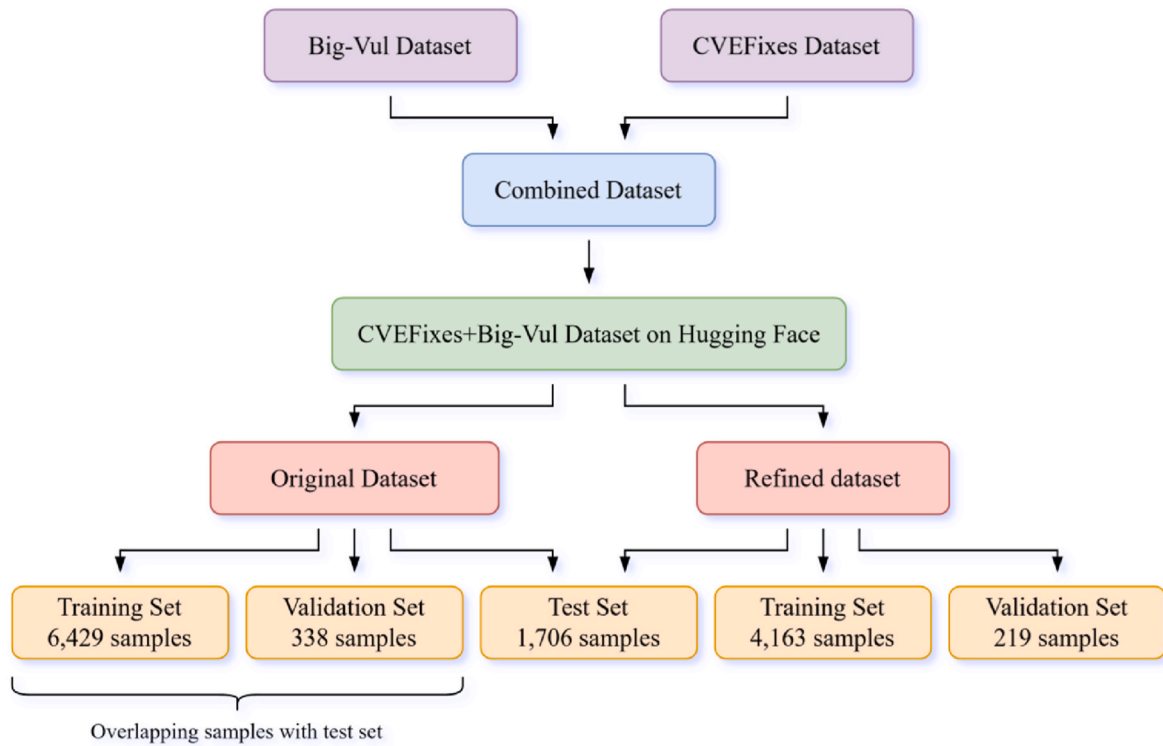 Big-Vul Dataset
CVEFixes Dataset
Combined Dataset
CVEFixes+Big-Vul Dataset on Hugging Face
Original Dataset
Refined dataset
Training Set
6,429 samples
Validation Set
338 samples
Test Set
1,706 samples
Training Set
4,163 samples
Validation Set
219 samples
Overlapping samples with test set